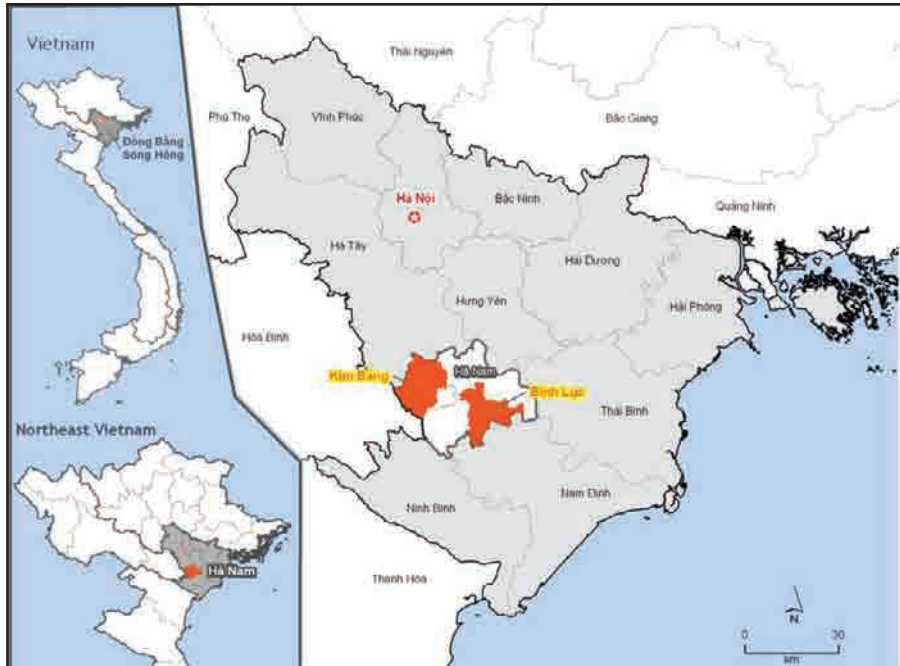 Vietnam
Đồng Bằng
Sông Hồng
Thái Nguyên
Phú Thọ
Vĩnh Phúc
Bắc Giang
Hà Nội
Bắc Ninh
Quảng Ninh
Hà Tây
Hải Dương
Hưng Yên
Hải Phòng
Hòa Bình
Kim Bảng
Hà Nam
Bình Lục
Thái Bình
Northeast Vietnam
Nam Định
Ninh Bình
Hà Nam
Thanh Hóa
N
0 30
km